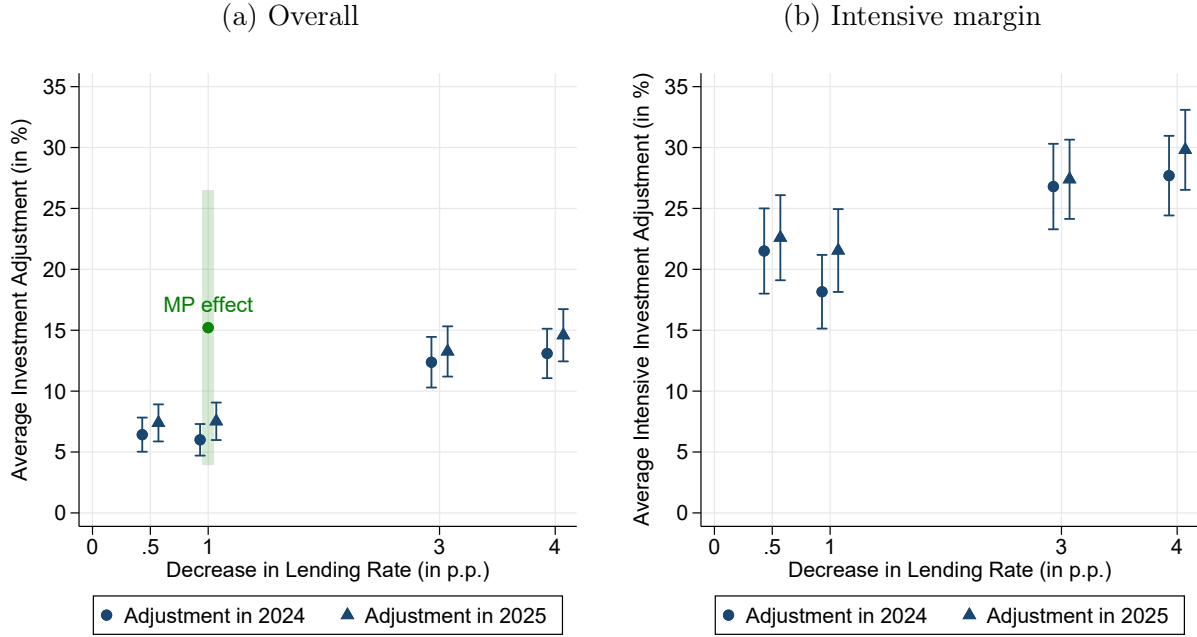 (a) Overall
Average Investment Adjustment (in %)
35
30
25
20
15
10
5
0
MP effect
0 .5 1 3 4
Decrease in Lending Rate (in p.p.)
Adjustment in 2024 Adjustment in 2025
(b) Intensive margin
Average Intensive Investment Adjustment (in %)
35
30
25
20
15
10
5
0
0 .5 1 3 4
Decrease in Lending Rate (in p.p.)
Adjustment in 2024 Adjustment in 2025